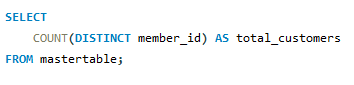 SELECT
COUNT(DISTINCT member_id) AS total_customers
FROM mastertable;